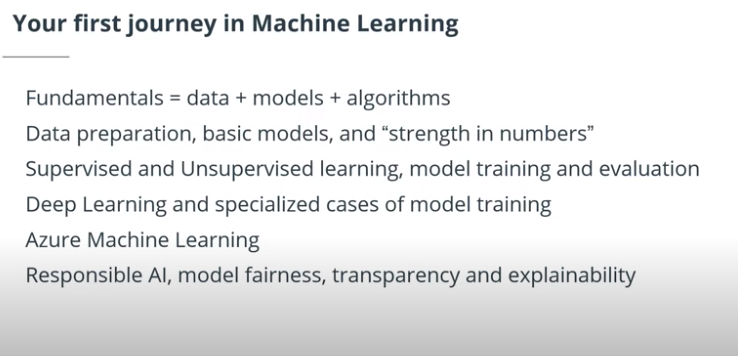 Your first journey in Machine Learning
Fundamentals = data + models + algorithms
Data preparation, basic models, and “strength in numbers”
Supervised and Unsupervised learning, model training and evaluation
Deep Learning and specialized cases of model training
Azure Machine Learning
Responsible AI, model fairness, transparency and explainability